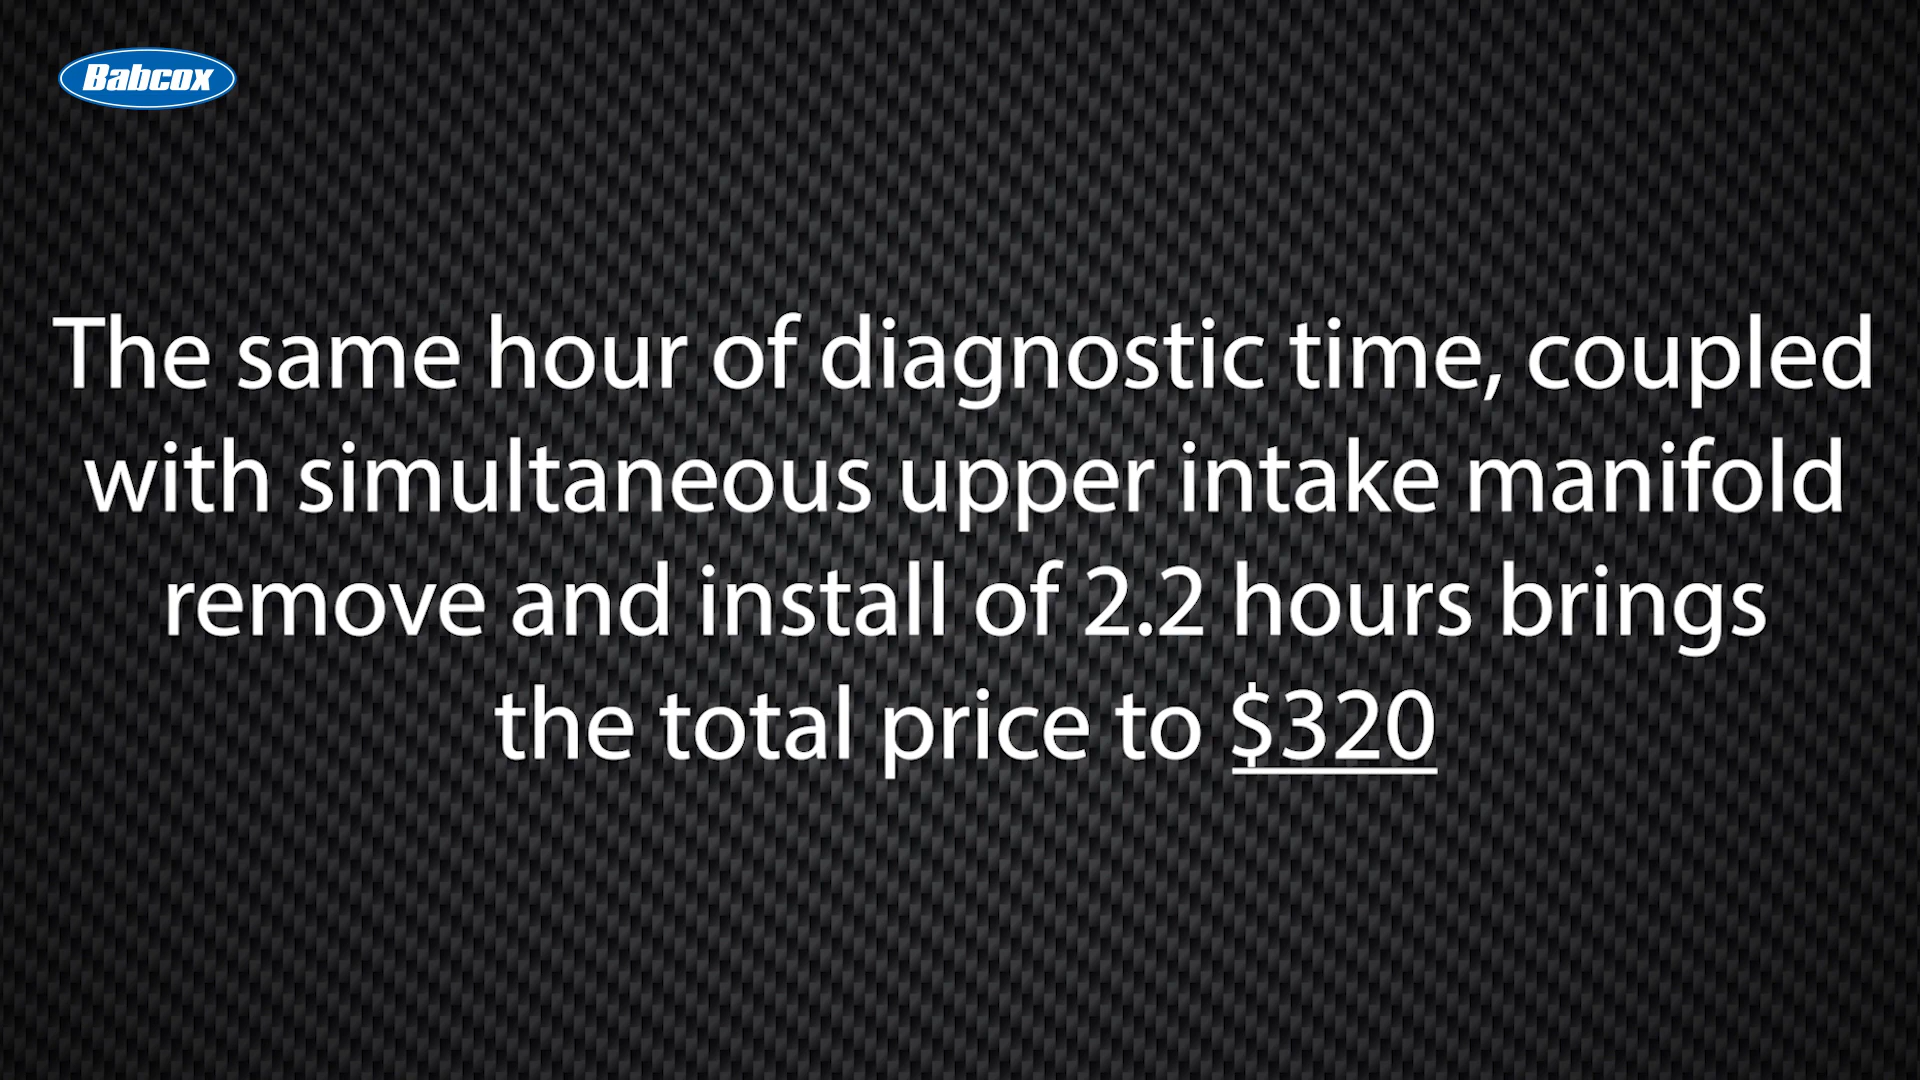 Babcox
The same hour of diagnostic time, coupled
with simultaneous upper intake manifold
remove and install of 2.2 hours brings
the total price to $320